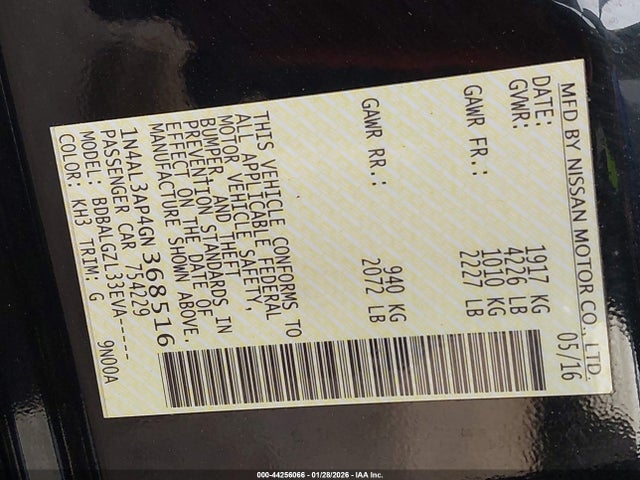 MFD BY NISSAN MOTOR CO., LTD.
DATE: 05/16
GVWR: 1917 KG
4226 LB
GAWR FR.: 1010 KG
2227 LB
GAWR RR.: 940 KG
2072 LB
THIS VEHICLE CONFORMS TO
ALL APPLICABLE FEDERAL
MOTOR VEHICLE SAFETY,
BUMPER, AND THEFT
PREVENTION STANDARDS IN
EFFECT ON THE DATE OF
MANUFACTURE SHOWN ABOVE.
1N4AL3AP4GN368516
PASSENGER CAR 754229
MODEL: BDBALGZL33EVA-----
COLOR: KH3 TRIM: G 9N00A
000-44256066 - 01/28/2026 - IAA Inc.